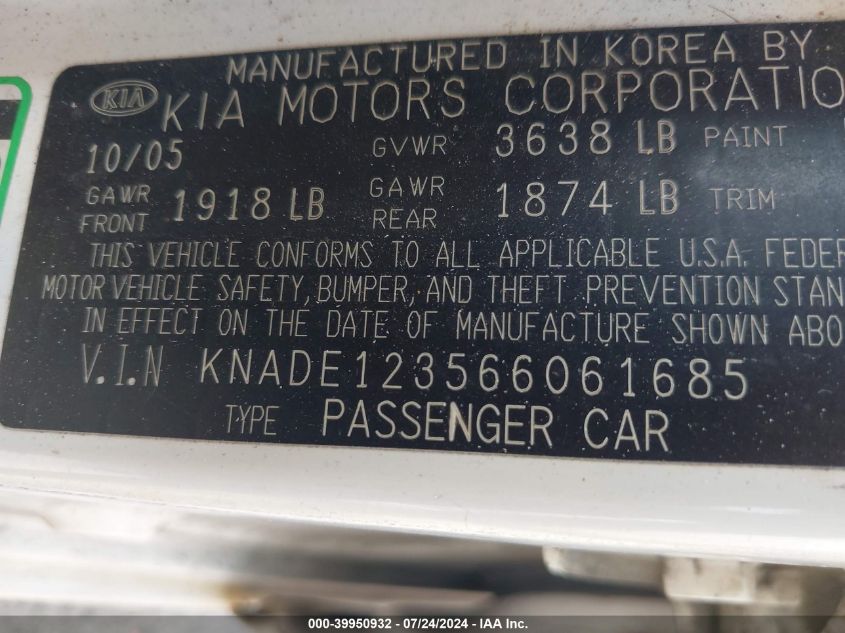 MANUFACTURED IN KOREA BY
KIA KIA MOTORS CORPORATIO
10/05 GVWR 3638 LB PAINT
GAWR FRONT 1918 LB GAWR REAR 1874 LB TRIM
THIS VEHICLE CONFORMS TO ALL APPLICABLE U.S.A. FEDER
MOTOR VEHICLE SAFETY, BUMPER, AND THEFT PREVENTION STAN
IN EFFECT ON THE DATE OF MANUFACTURE SHOWN ABO
V.I.N KNADE123566061685
TYPE PASSENGER CAR
000-39950932 - 07/24/2024 - IAA Inc.